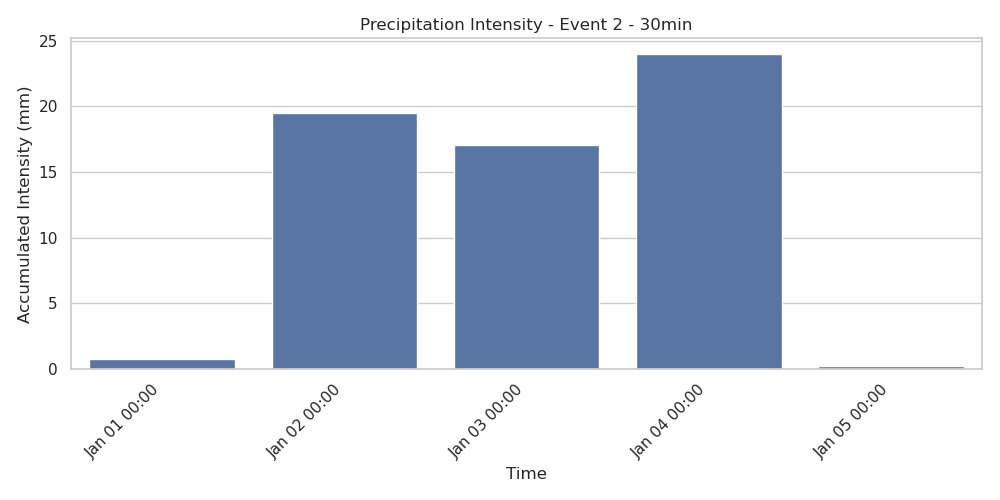 Precipitation Intensity - Event 2 - 30min
Accumulated Intensity (mm)
25
20
15
10
5
0
Jan 01 00:00
Jan 02 00:00
Jan 03 00:00
Jan 04 00:00
Jan 05 00:00
Time